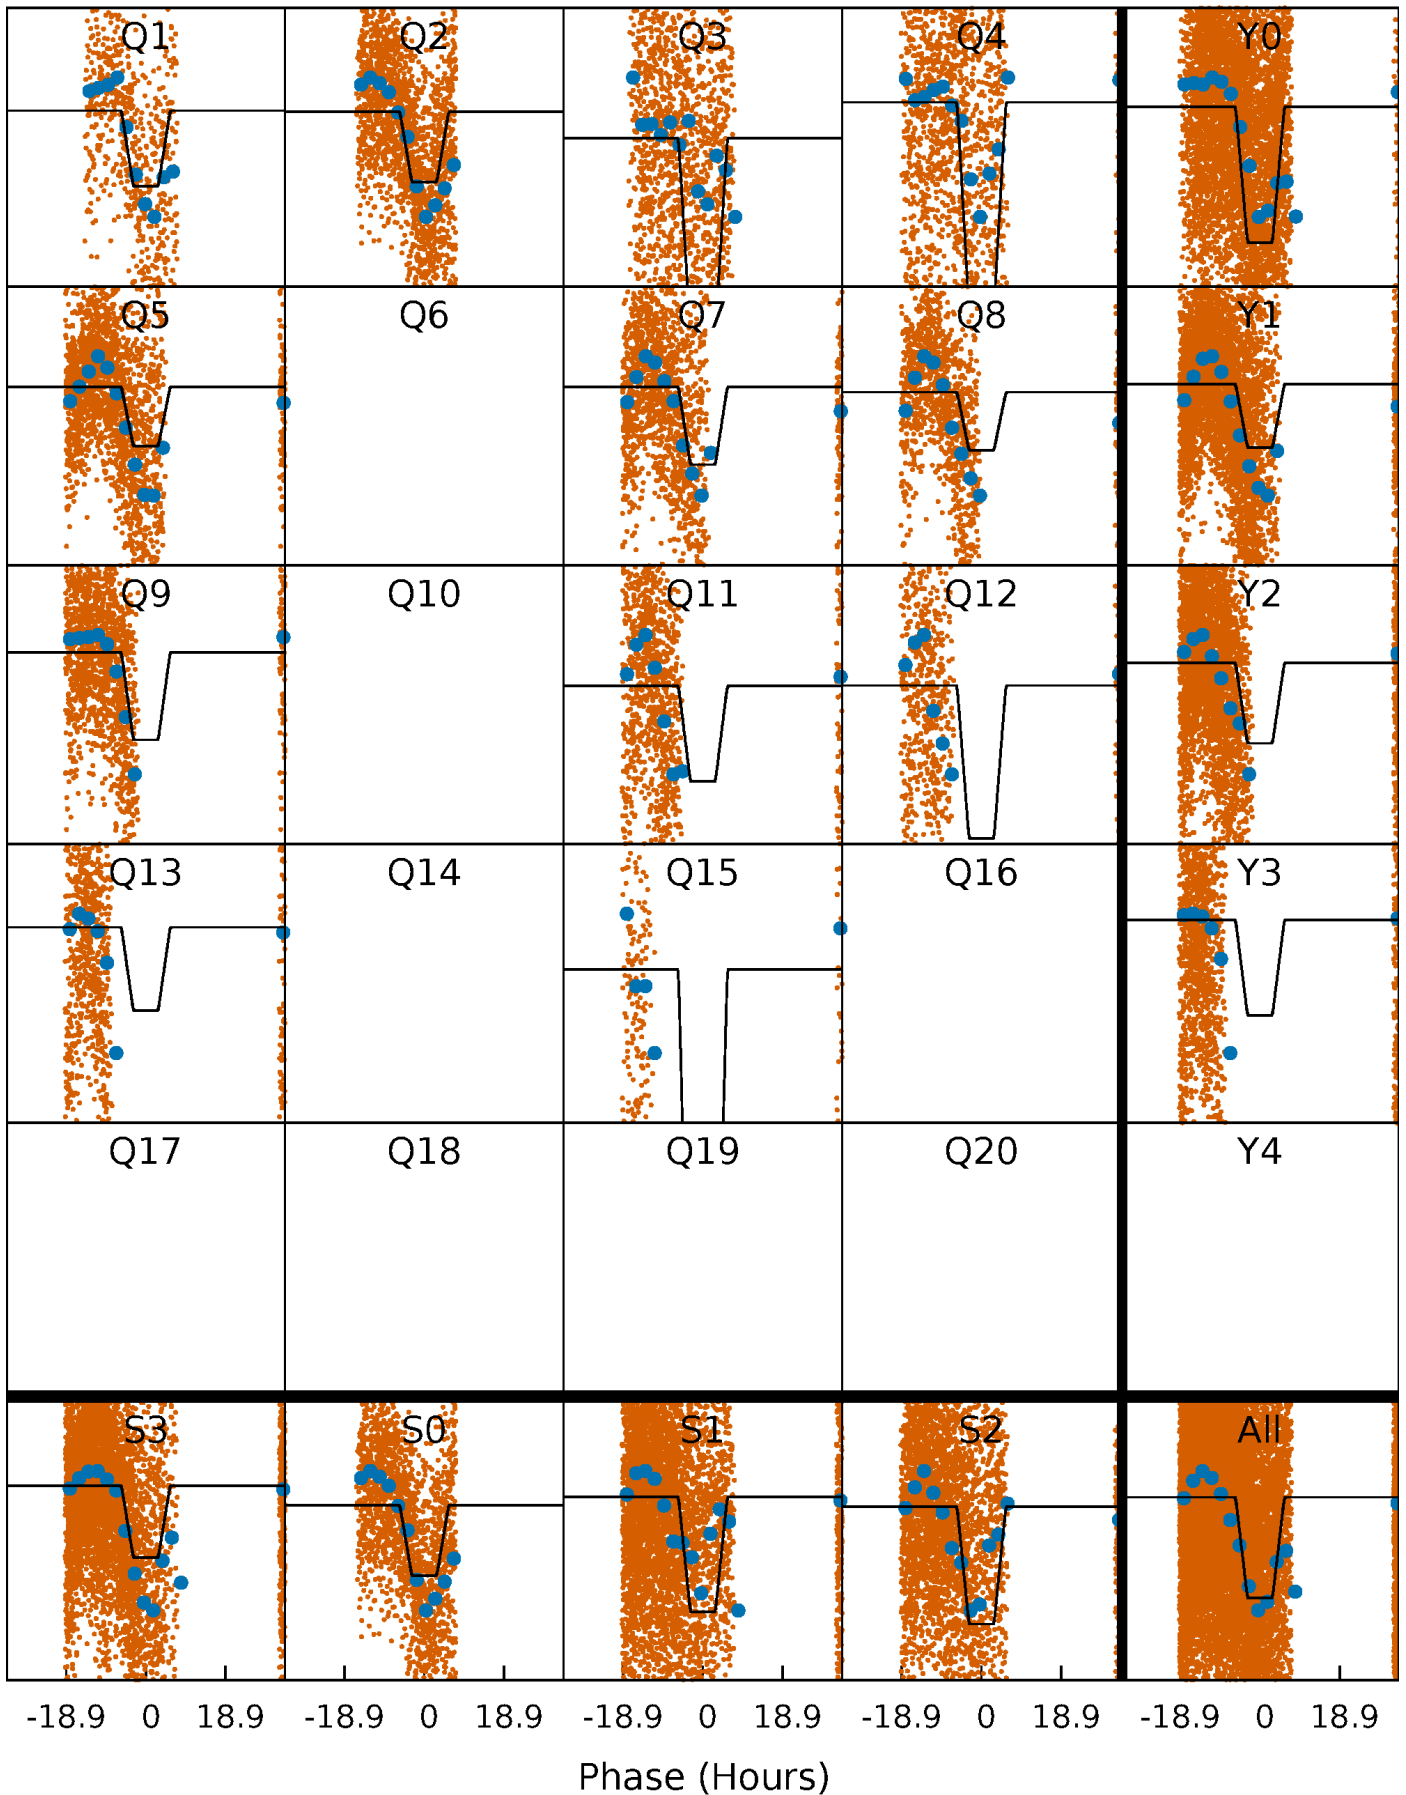 Q1 Q2 Q3 Q4 Y0
Q5 Q6 Q7 Q8 Y1
Q9 Q10 Q11 Q12 Y2
Q13 Q14 Q15 Q16 Y3
Q17 Q18 Q19 Q20 Y4
S3 S0 S1 S2 All
-18.9 0 18.9 -18.9 0 18.9 -18.9 0 18.9 -18.9 0 18.9 -18.9 0 18.9
Phase (Hours)